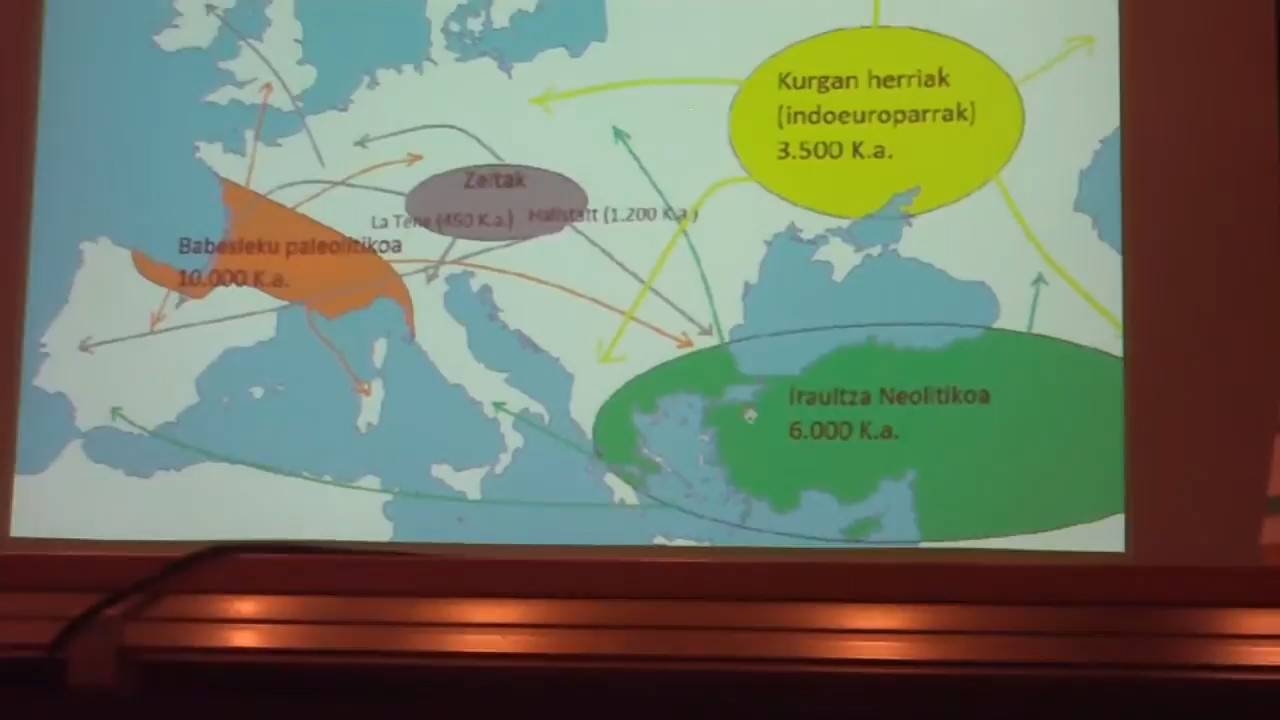 Kurgan herriak
(indoeuroparrak)
3.500 K.a.
Zeltak
La Tène (450 K.a.)
Hallstatt (1.200 K.a.)
Babesleku paleolitikoa
10.000 K.a.
Iraultza Neolitikoa
6.000 K.a.